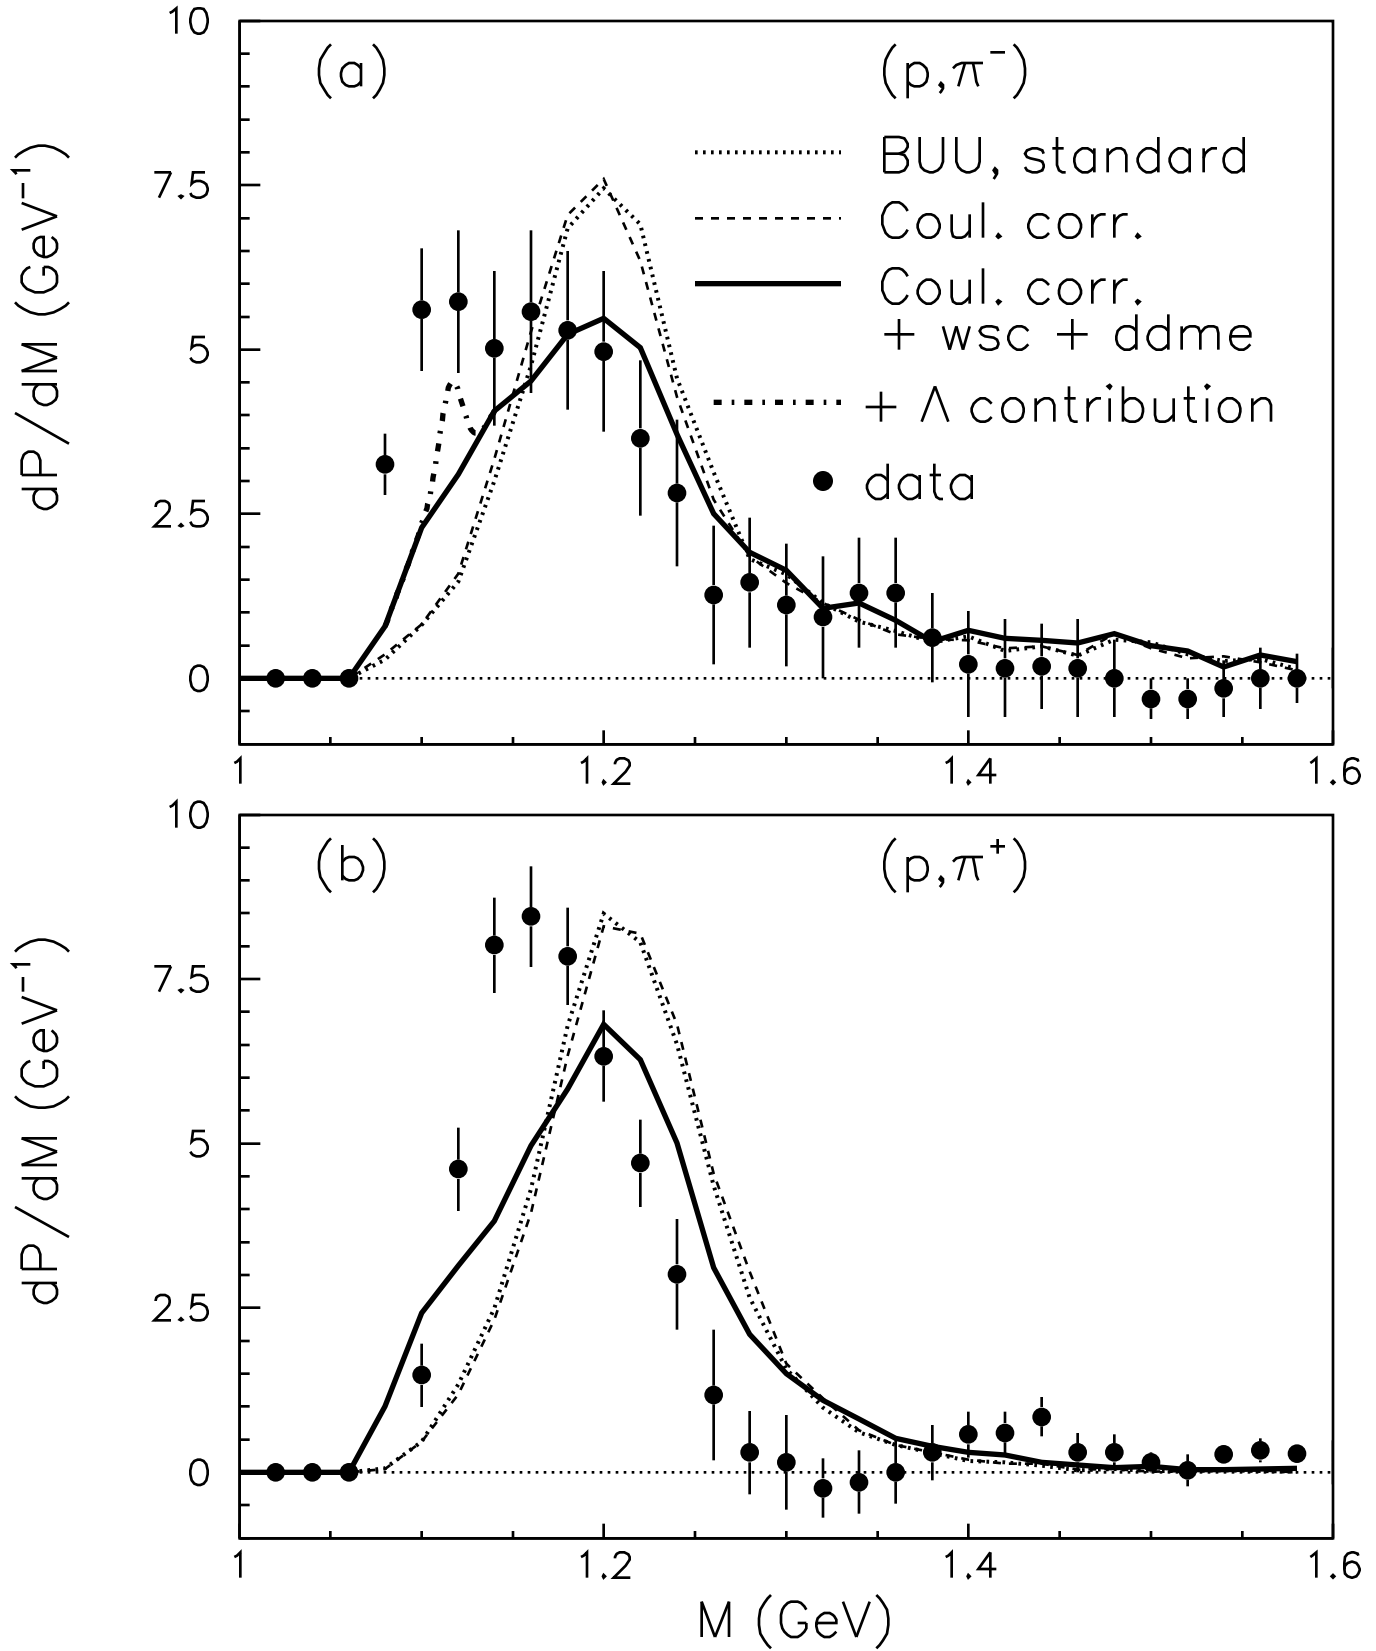 10
(a)
(p,π⁻)
BUU, standard
7.5
Coul. corr.
Coul. corr.
+ wsc + ddme
5
+ Λ contribution
data
2.5
0
dP/dM (GeV⁻¹)
1 1.2 1.4 1.6
10
(b)
(p,π⁺)
7.5
5
2.5
0
dP/dM (GeV⁻¹)
1 1.2 1.4 1.6
M (GeV)